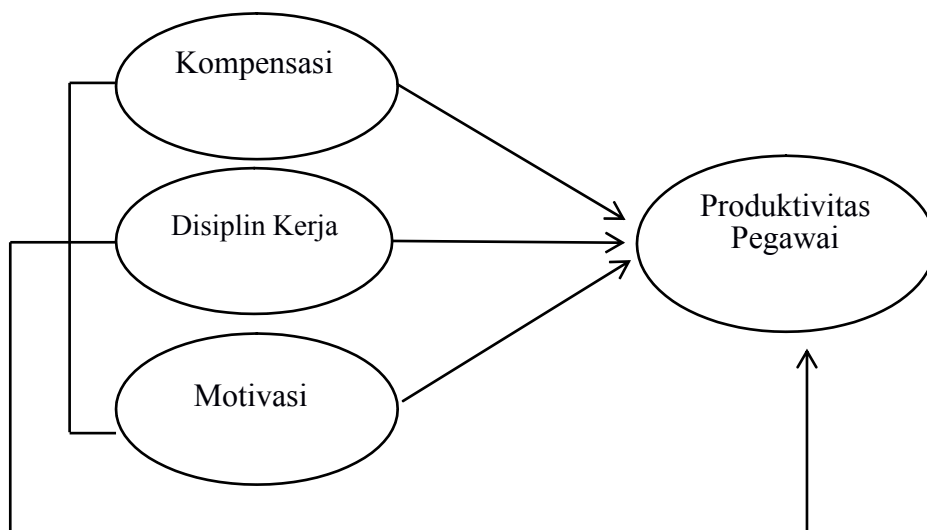 Kompensasi
Disiplin Kerja
Motivasi
Produktivitas
Pegawai